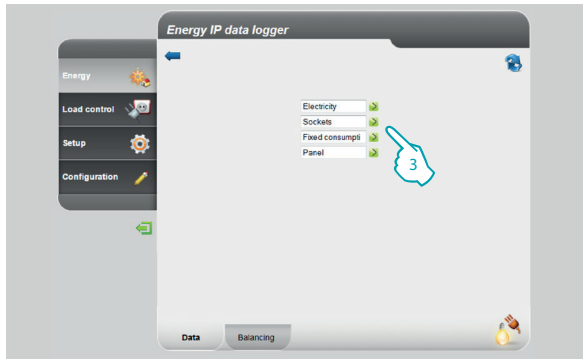 Energy IP data logger
Energy
Load control
Setup
Configuration
Electricity
Sockets
Fixed consumpti
Panel
3
Data
Balancing